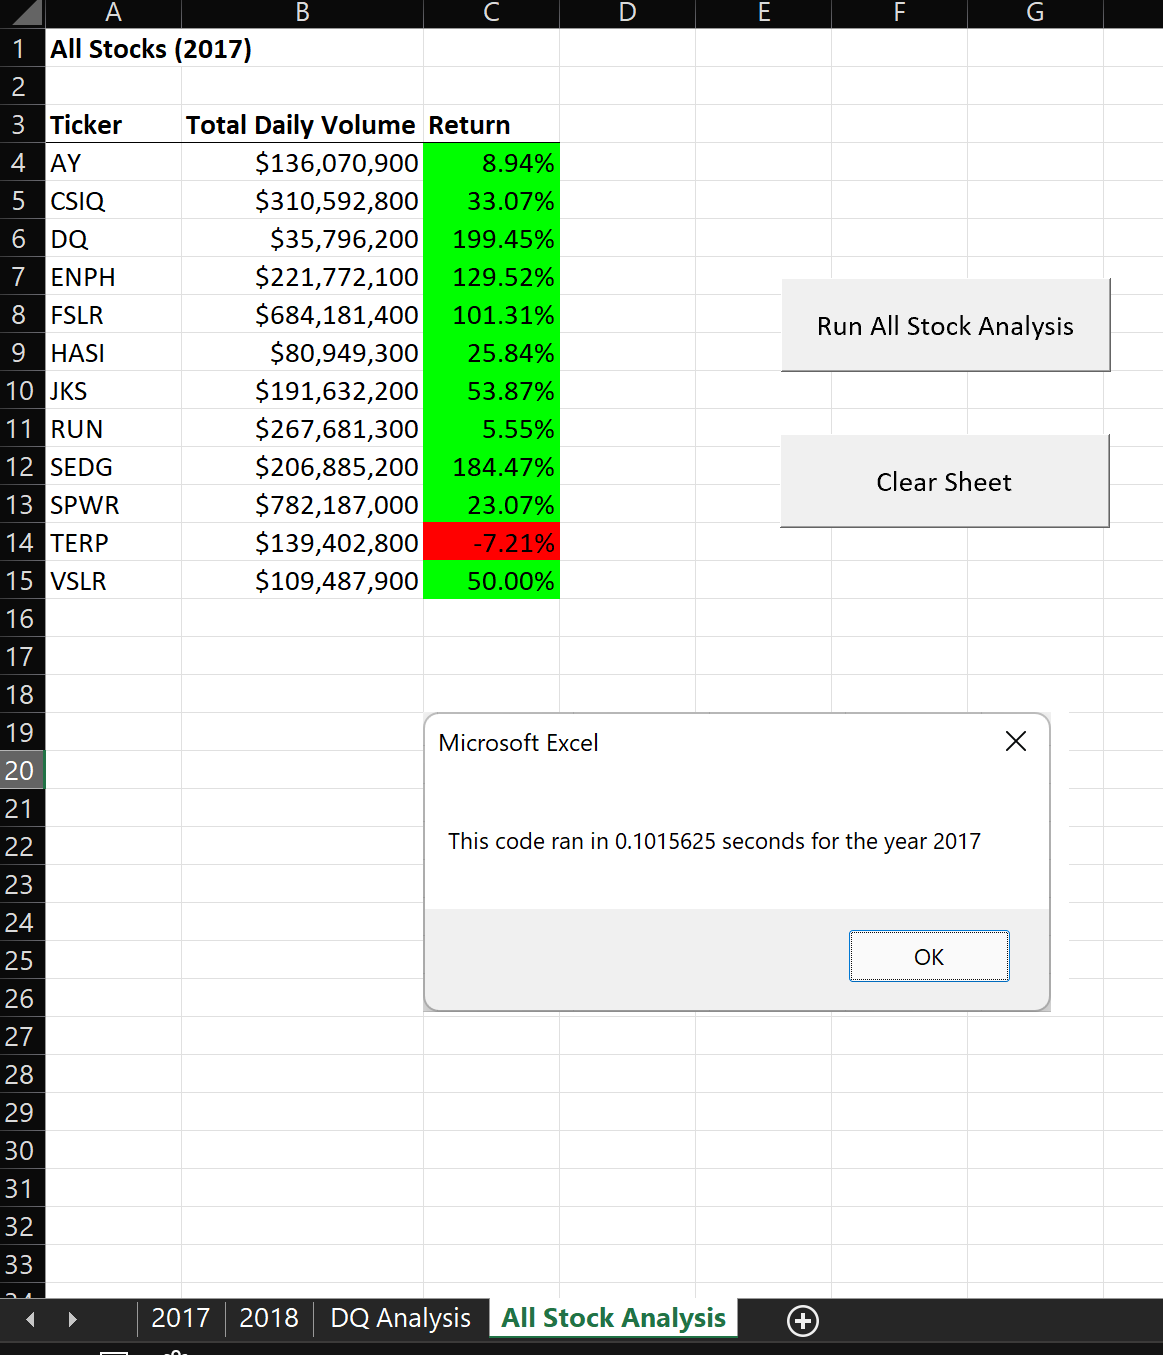 A B C D E F G
1 All Stocks (2017)
2
3 Ticker Total Daily Volume Return
4 AY $136,070,900 8.94%
5 CSIQ $310,592,800 33.07%
6 DQ $35,796,200 199.45%
7 ENPH $221,772,100 129.52%
8 FSLR $684,181,400 101.31%
Run All Stock Analysis
9 HASI $80,949,300 25.84%
10 JKS $191,632,200 53.87%
11 RUN $267,681,300 5.55%
12 SEDG $206,885,200 184.47%
Clear Sheet
13 SPWR $782,187,000 23.07%
14 TERP $139,402,800 -7.21%
15 VSLR $109,487,900 50.00%
16
17
18
19
Microsoft Excel
20
21
22
This code ran in 0.1015625 seconds for the year 2017
23
24
25
OK
26
27
28
29
30
31
32
33
2017 2018 DQ Analysis All Stock Analysis